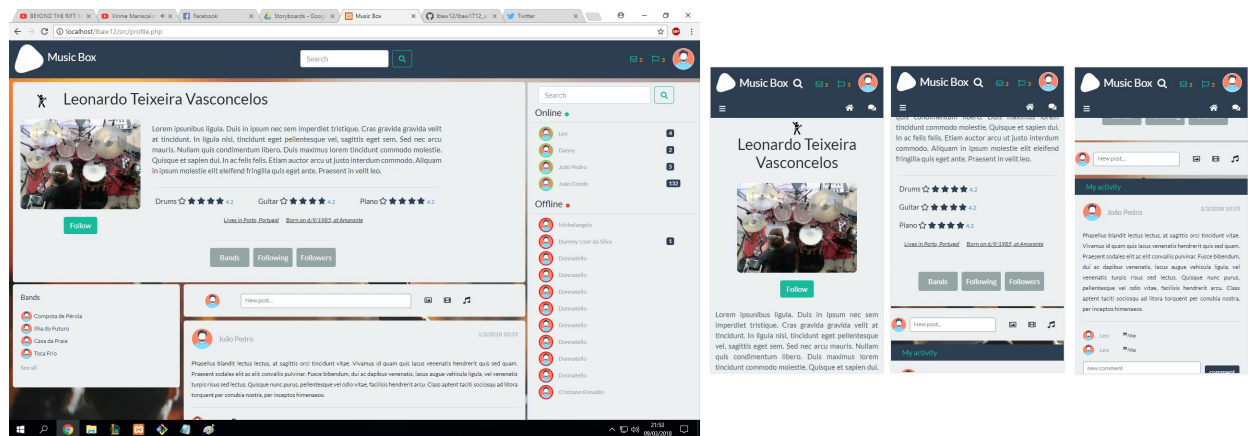 BEYOND THE RIFT S
Vinnie Maniscalc
Facebook
Storyboards - Goog
Music Box
lbaw12/lbaw1712_
Twitter
localhost/lbaw12/src/profile.php
Music Box
Search
2
3
Leonardo Teixeira Vasconcelos
Lorem ipsunibus ligula. Duis in ipsum nec sem imperdiet tristique. Cras gravida gravida velit
at tincidunt. In ligula nisi, tincidunt eget pellentesque vel, sagittis eget sem. Sed nec arcu
mauris. Nullam quis condimentum libero. Duis maximus lorem tincidunt commodo molestie.
Quisque et sapien dui. In ac felis felis. Etiam auctor arcu ut justo interdum commodo. Aliquam
in ipsum molestie elit eleifend fringilla quis eget ante. Praesent in velit leo.
Drums 4.2 Guitar 4.2 Piano 4.2
Lives in Porto, Portugal Born on 6/9/1985, at Amarante
Follow
Bands Following Followers
Bands
Compota de Pérola
Ilha do Futuro
Casa da Praia
Toca Frio
See all
New post...
João Pedro
1/3/2018 10:33
Phasellus blandit lectus lectus, at sagittis orci tincidunt vitae. Vivamus id quam quis lacus venenatis hendrerit quis sed quam.
Praesent sodales elit ac elit convallis pulvinar. Fusce bibendum, dui ac dapibus venenatis, lacus augue vehicula ligula, vel venenatis
turpis risus sed lectus. Quisque nunc purus, pellentesque vel odio vitae, facilisis hendrerit arcu. Class aptent taciti sociosqu ad litora
torquent per conubia nostra, per inceptos himenaeos.
Search
Online
Leo 4
Danny 2
João Pedro 5
João Conde 132
Offline
Michelangelo
Dummy User da Silva 1
Donnatello
Donnatello
Donnatello
Donnatello
Donnatello
Donnatello
Donnatello
Donnatello
Cristiano Ronaldo
21:53
09/03/2018
Music Box
2
3
Leonardo Teixeira
Vasconcelos
Follow
Lorem ipsunibus ligula. Duis in ipsum nec sem
imperdiet tristique. Cras gravida gravida velit at
tincidunt. In ligula nisi, tincidunt eget pellentesque
vel, sagittis eget sem. Sed nec arcu mauris. Nullam
quis condimentum libero. Duis maximus lorem
tincidunt commodo molestie. Quisque et sapien dui.
Music Box
2
3
quis condimentum libero. Duis maximus lorem
tincidunt commodo molestie. Quisque et sapien dui.
In ac felis felis. Etiam auctor arcu ut justo interdum
commodo. Aliquam in ipsum molestie elit eleifend
fringilla quis eget ante. Praesent in velit leo.
Drums 4.2
Guitar 4.2
Piano 4.2
Lives in Porto, Portugal Born on 6/9/1985, at Amarante
Bands Following Followers
New post...
My activity
Music Box
2
3
Bands Following Followers
New post...
My activity
João Pedro
1/3/2018 10:33
Phasellus blandit lectus lectus, at sagittis orci tincidunt vitae.
Vivamus id quam quis lacus venenatis hendrerit quis sed quam.
Praesent sodales elit ac elit convallis pulvinar. Fusce bibendum,
dui ac dapibus venenatis, lacus augue vehicula ligula, vel
venenatis turpis risus sed lectus. Quisque nunc purus,
pellentesque vel odio vitae, facilisis hendrerit arcu. Class
aptent taciti sociosqu ad litora torquent per conubia nostra,
per inceptos himenaeos.
Leo
Leo
new comment
comment